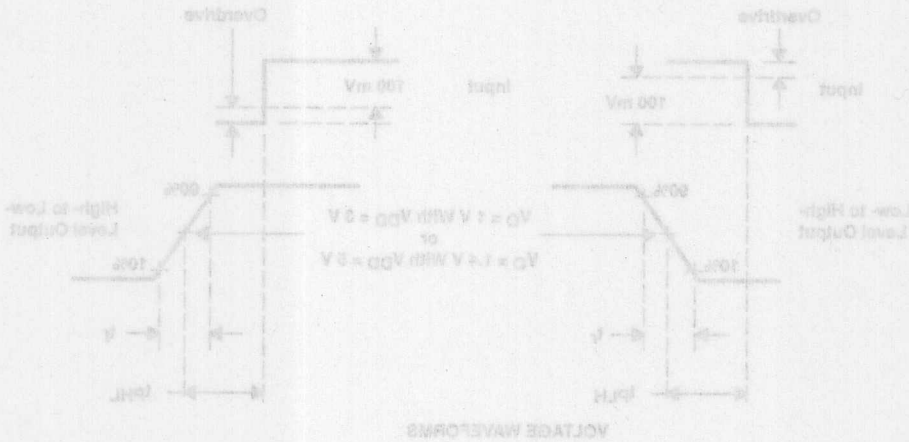 Overdrive
Overdrive
Input
100 mV
Input
100 mV
Low- to High-
Level Output
90%
10%
VO = 1 V With VDD = 3 V
or
VO = 1.4 V With VDD = 5 V
90%
10%
High- to Low-
Level Output
tr
tf
tPLH
tPHL
VOLTAGE WAVEFORMS